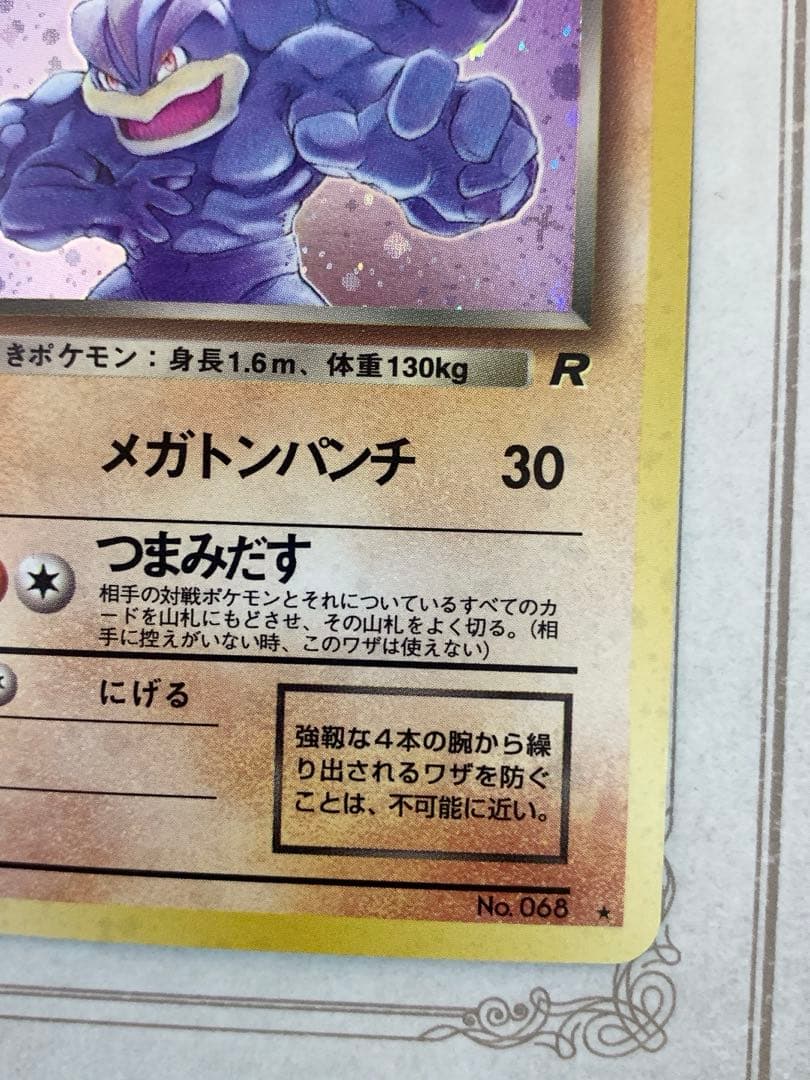 きポケモン：身長1.6m、体重130kg R
メガトンパンチ 30
つまみだす
相手の対戦ポケモンとそれについているすべてのカ
ードを山札にもどさせ、その山札をよく切る。(相
手に控えがいない時、このワザは使えない)
にげる
強靱な4本の腕から繰
り出されるワザを防ぐ
ことは、不可能に近い。
No. 068 ★